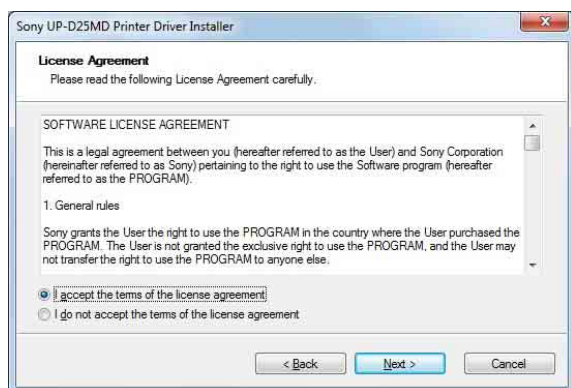 Sony UP-D25MD Printer Driver Installer
License Agreement
Please read the following License Agreement carefully.
SOFTWARE LICENSE AGREEMENT
This is a legal agreement between you (hereafter referred to as the User) and Sony Corporation
(hereinafter referred to as Sony) pertaining to the right to use the Software program (hereafter
referred to as the PROGRAM).
1. General rules
Sony grants the User the right to use the PROGRAM in the country where the User purchased the
PROGRAM. The User is not granted the exclusive right to use the PROGRAM, and the User may
not transfer the right to use the PROGRAM to anyone else.
I accept the terms of the license agreement
I do not accept the terms of the license agreement
< Back Next > Cancel